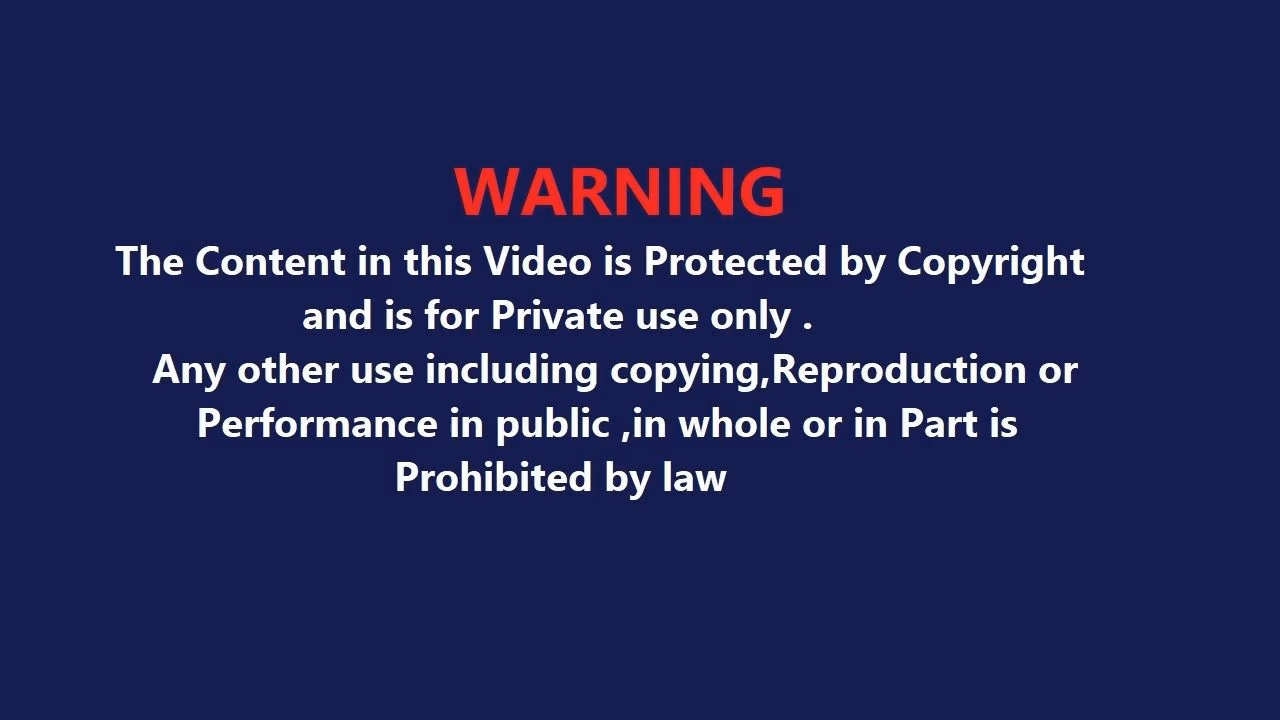 WARNING
The Content in this Video is Protected by Copyright
and is for Private use only .
Any other use including copying,Reproduction or
Performance in public ,in whole or in Part is
Prohibited by law